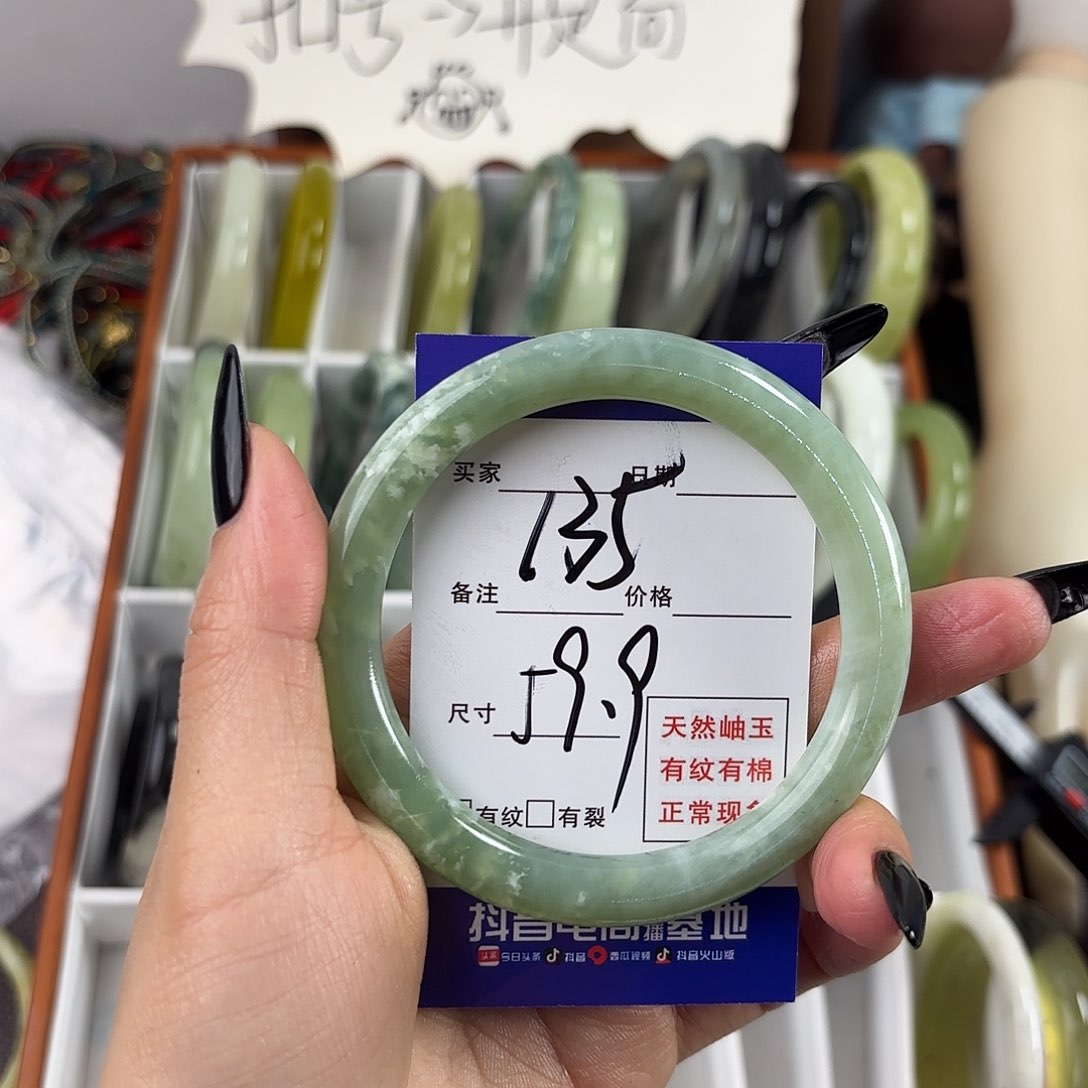 买家 日期
135
备注 价格
59.9
尺寸
天然岫玉
有纹有棉
正常现象
有纹□有裂
抖音电商直播基地
今日头条 抖音 西瓜视频 抖音火山版